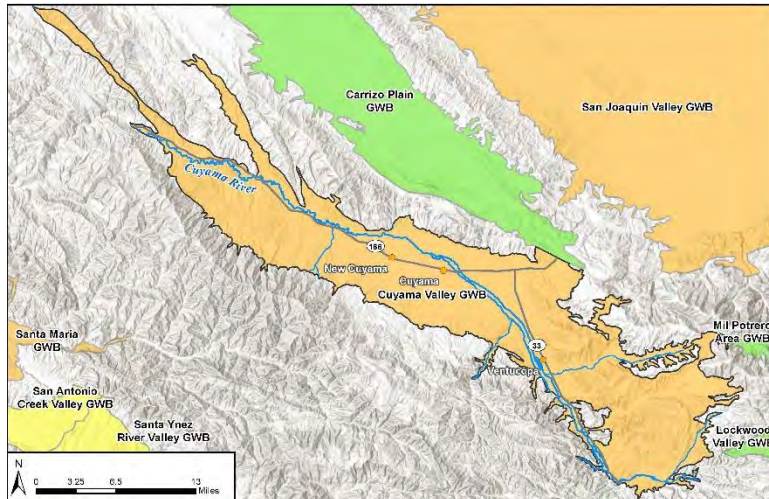 Carrizo Plain
GWB
San Joaquin Valley GWB
Cuyama River
166
New Cuyama
Cuyama
Cuyama Valley GWB
33
Ventucopa
Mil Potrero
Area GWB
Santa Maria
GWB
San Antonio
Creek Valley GWB
Santa Ynez
River Valley GWB
Lockwood
Valley GWB
N
0 3.25 6.5 13
Miles